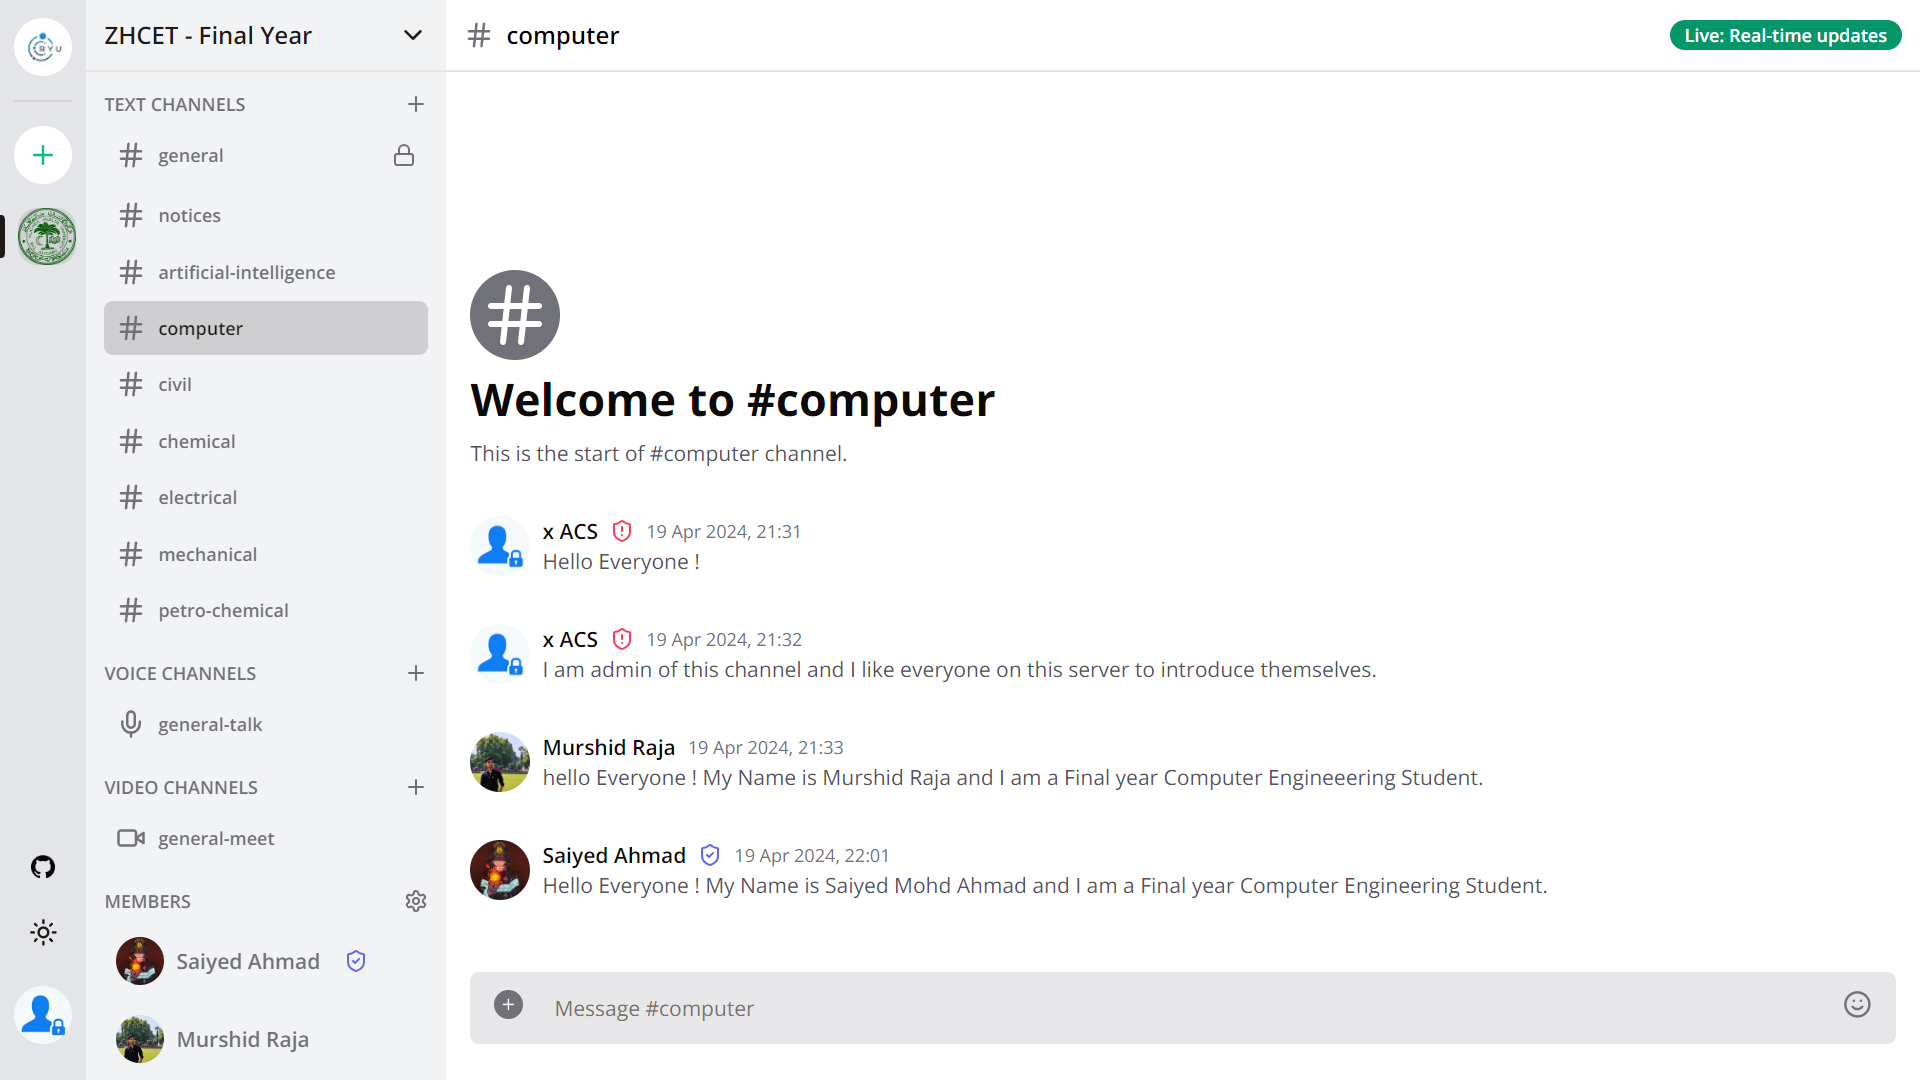 CRYU
ZHCET - Final Year
TEXT CHANNELS
general
notices
artificial-intelligence
computer
civil
chemical
electrical
mechanical
petro-chemical
VOICE CHANNELS
general-talk
VIDEO CHANNELS
general-meet
MEMBERS
Saiyed Ahmad
Murshid Raja
# computer
Live: Real-time updates
#
Welcome to #computer
This is the start of #computer channel.
x ACS 19 Apr 2024, 21:31
Hello Everyone !
x ACS 19 Apr 2024, 21:32
I am admin of this channel and I like everyone on this server to introduce themselves.
Murshid Raja 19 Apr 2024, 21:33
hello Everyone ! My Name is Murshid Raja and I am a Final year Computer Engineeering Student.
Saiyed Ahmad 19 Apr 2024, 22:01
Hello Everyone ! My Name is Saiyed Mohd Ahmad and I am a Final year Computer Engineering Student.
Message #computer